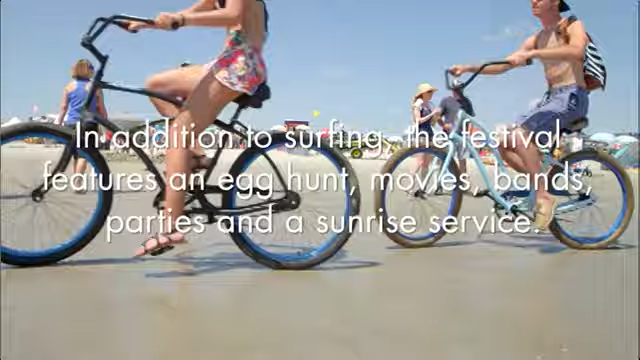 In addition to surfing, the festival
features an egg hunt, movies, bands,
parties and a sunrise service.